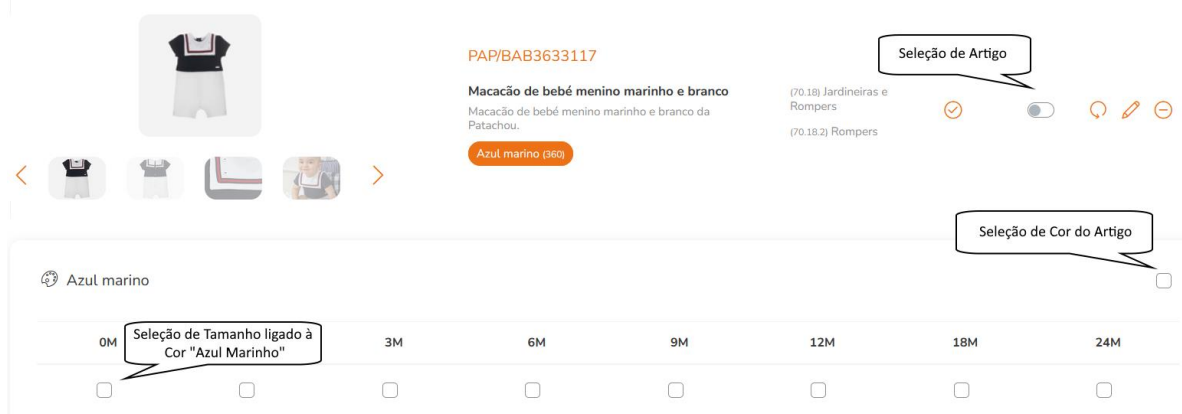 PAP/BAB3633117
Seleção de Artigo
Macacão de bebé menino marinho e branco
Macacão de bebé menino marinho e branco da
Patachou.
Azul marino (360)
(70.18) Jardineiras e
Rompers
(70.18.2) Rompers
Seleção de Cor do Artigo
Azul marino
Seleção de Tamanho ligado à
Cor "Azul Marinho"
0M 3M 6M 9M 12M 18M 24M